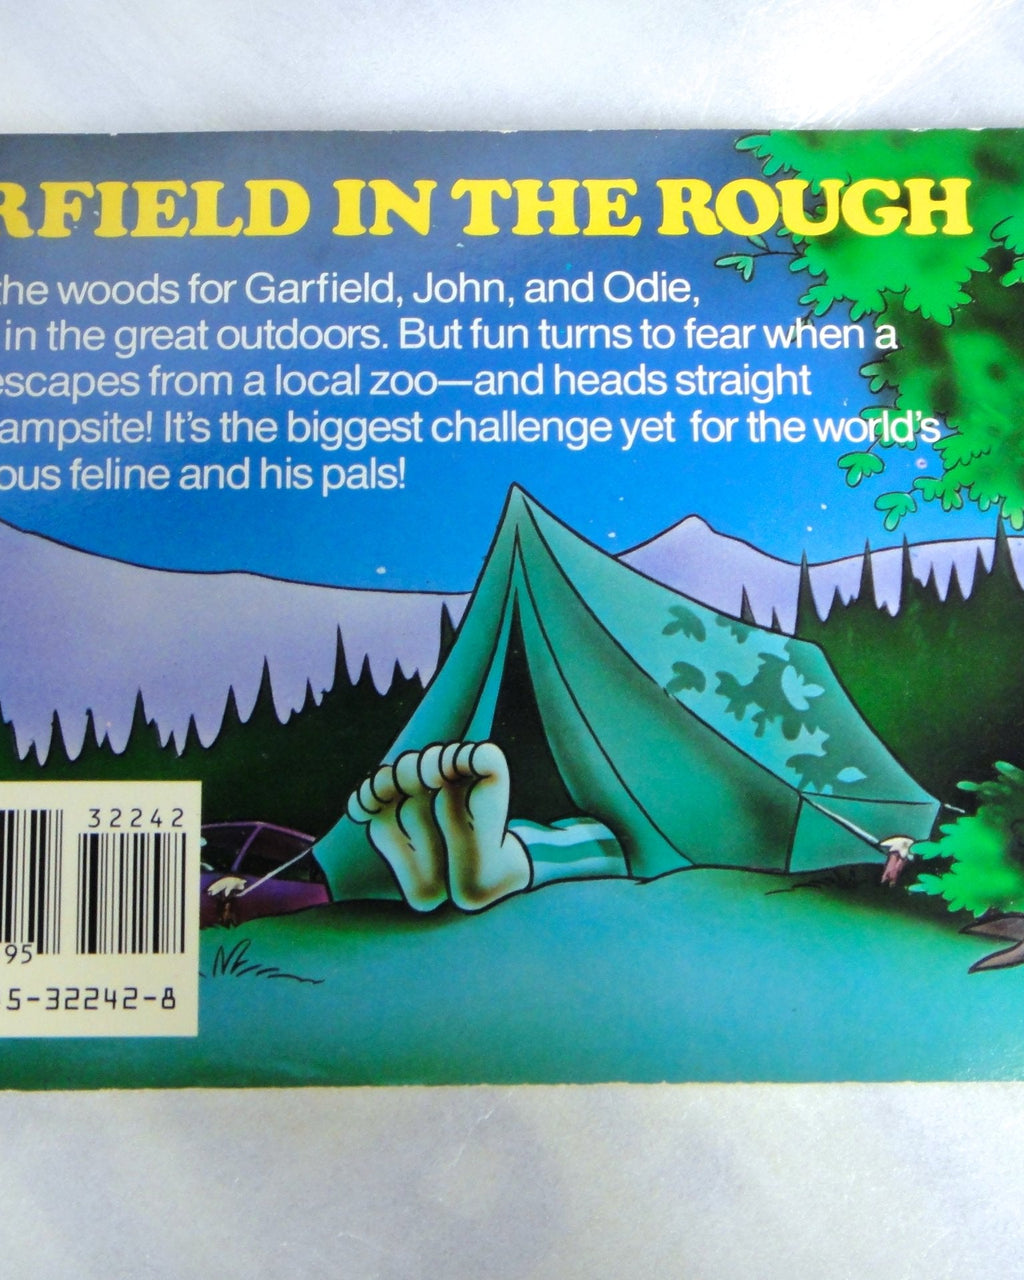 RFIELD IN THE ROUGH
the woods for Garfield, John, and Odie,
in the great outdoors. But fun turns to fear when a
escapes from a local zoo—and heads straight
ampsite! It's the biggest challenge yet for the world's
ous feline and his pals!
32242
95
5-32242-8